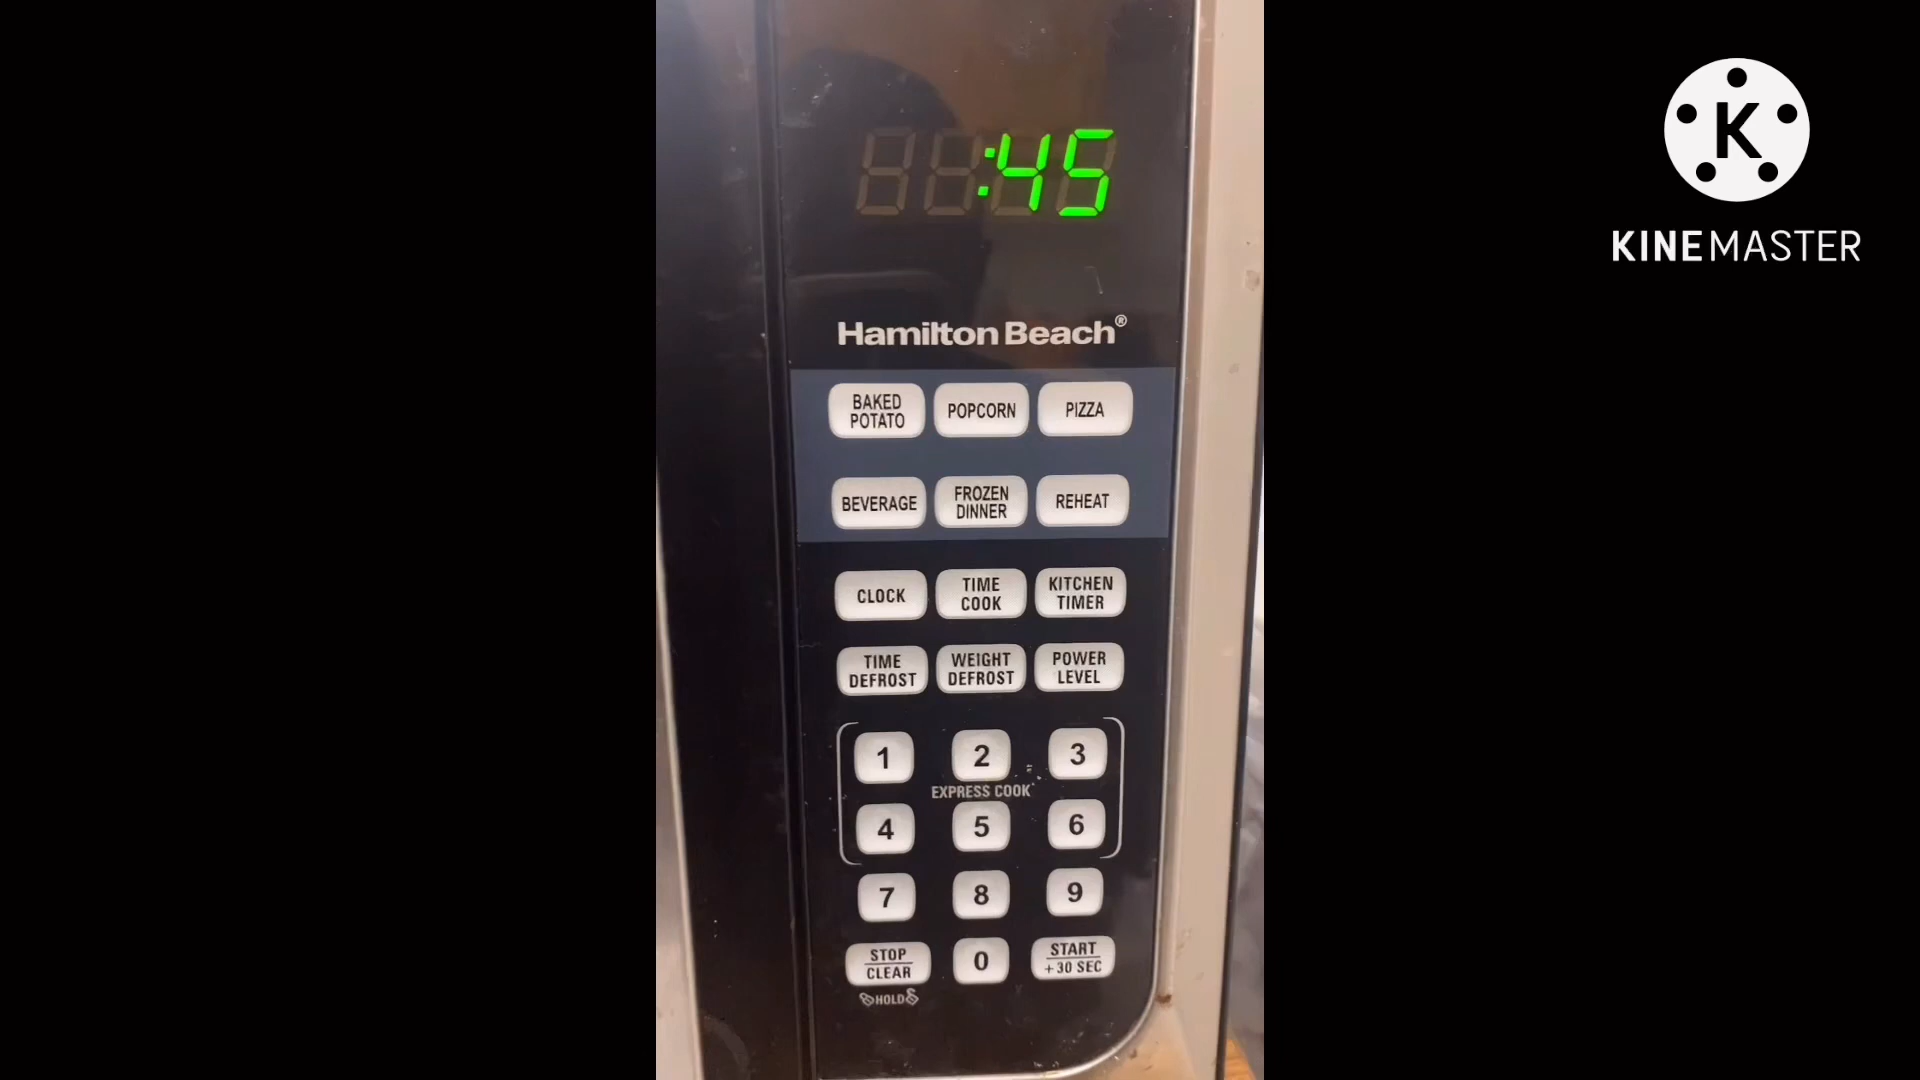 :45
K
KINEMASTER
Hamilton Beach®
BAKED POTATO
POPCORN
PIZZA
BEVERAGE
FROZEN DINNER
REHEAT
CLOCK
TIME COOK
KITCHEN TIMER
TIME DEFROST
WEIGHT DEFROST
POWER LEVEL
1
2
3
EXPRESS COOK
4
5
6
7
8
9
STOP
CLEAR
0
START
+30 SEC
HOLD